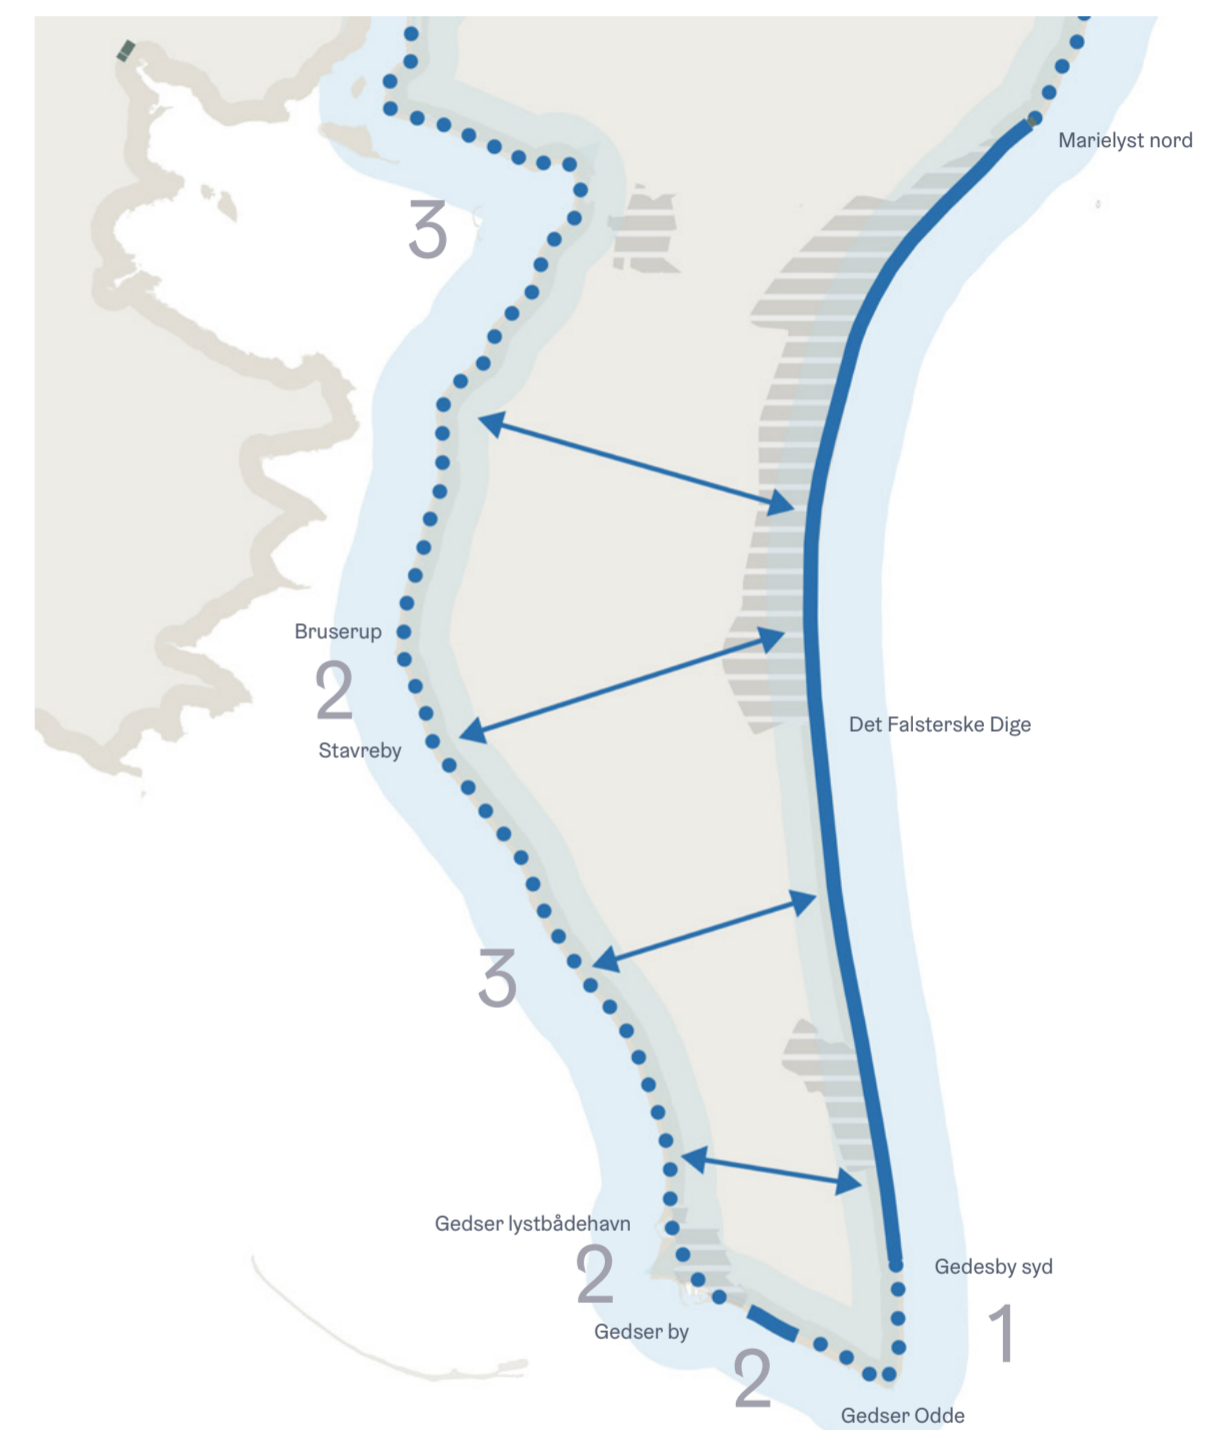 Marielyst nord
3
Bruserup
2
Stavreby
Det Falsterske Dige
3
Gedser lystbådehavn
2
Gedesby syd
1
Gedser by
2
Gedser Odde